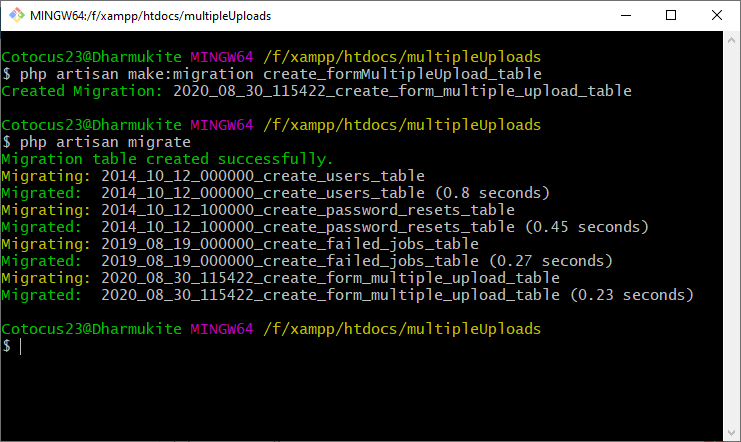 MINGW64:/f/xampp/htdocs/multipleUploads
Cotocus23@Dharmukite MINGW64 /f/xampp/htdocs/multipleUploads
$ php artisan make:migration create_formMultipleUpload_table
Created Migration: 2020_08_30_115422_create_form_multiple_upload_table
Cotocus23@Dharmukite MINGW64 /f/xampp/htdocs/multipleUploads
$ php artisan migrate
Migration table created successfully.
Migrating: 2014_10_12_000000_create_users_table
Migrated:  2014_10_12_000000_create_users_table (0.8 seconds)
Migrating: 2014_10_12_100000_create_password_resets_table
Migrated:  2014_10_12_100000_create_password_resets_table (0.45 seconds)
Migrating: 2019_08_19_000000_create_failed_jobs_table
Migrated:  2019_08_19_000000_create_failed_jobs_table (0.27 seconds)
Migrating: 2020_08_30_115422_create_form_multiple_upload_table
Migrated:  2020_08_30_115422_create_form_multiple_upload_table (0.23 seconds)
Cotocus23@Dharmukite MINGW64 /f/xampp/htdocs/multipleUploads
$